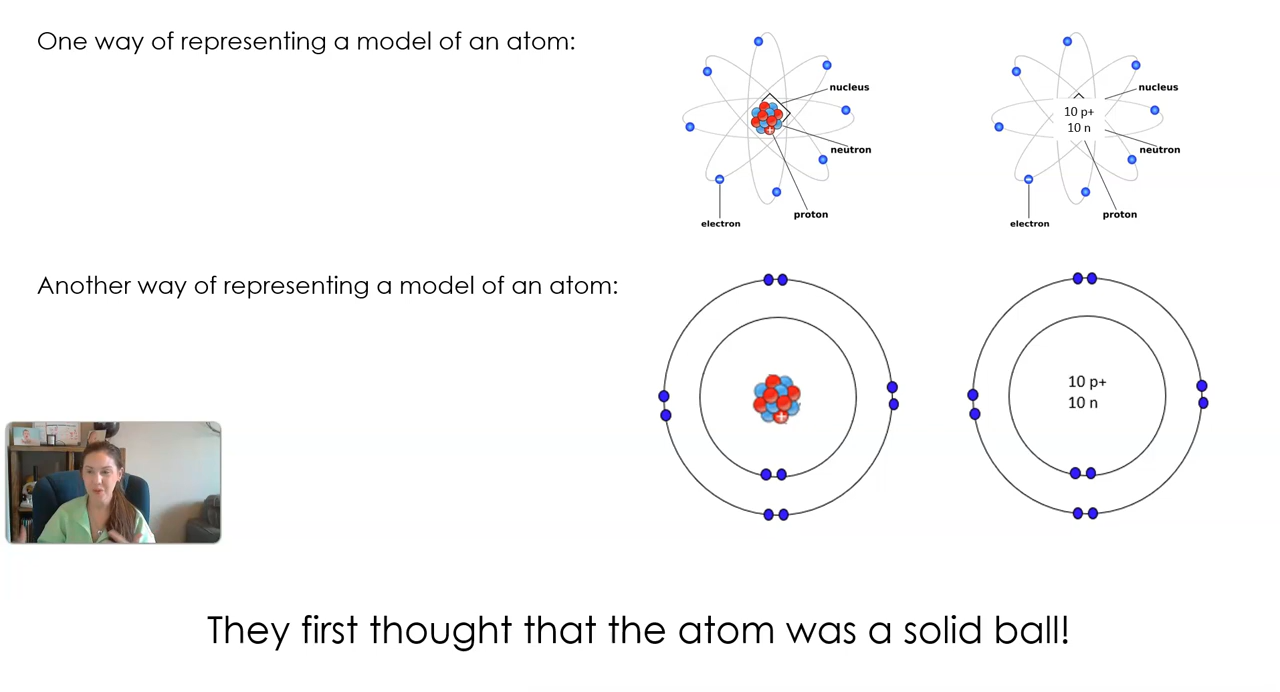 One way of representing a model of an atom:
nucleus
neutron
proton
electron
nucleus
10 p+
10 n
neutron
proton
electron
Another way of representing a model of an atom:
10 p+
10 n
They first thought that the atom was a solid ball!